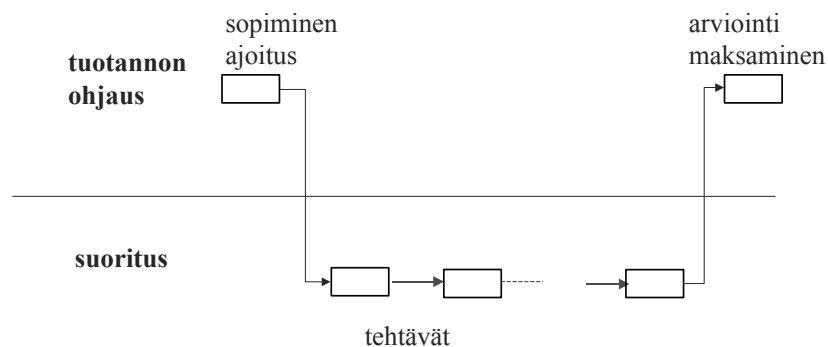 sopiminen
ajoitus
arviointi
maksaminen
tuotannon
ohjaus
suoritus
tehtävät